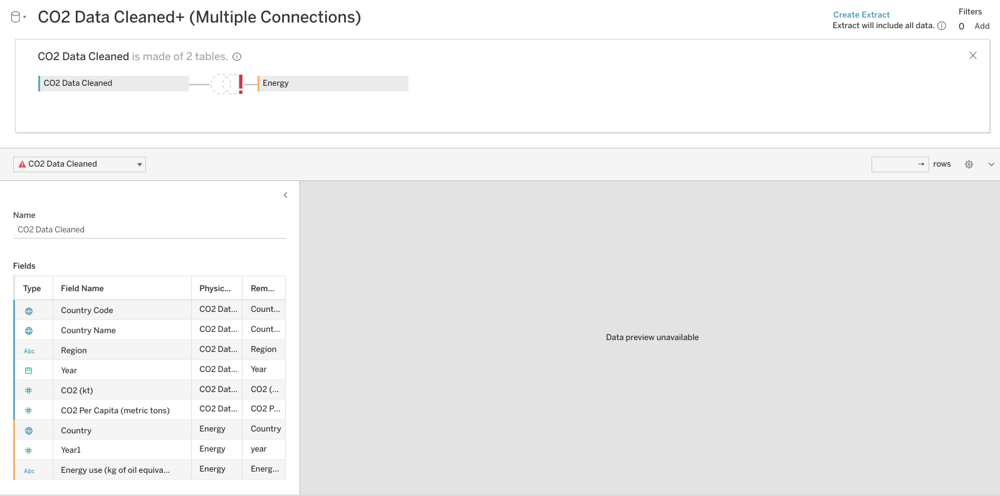 CO2 Data Cleaned+ (Multiple Connections)
Create Extract
Extract will include all data.
Filters
0 Add
CO2 Data Cleaned is made of 2 tables.
CO2 Data Cleaned
Energy
CO2 Data Cleaned
rows
Name
CO2 Data Cleaned
Fields
Type Field Name Physic... Rem...
Country Code CO2 Dat... Count...
Country Name CO2 Dat... Count...
Abc Region CO2 Dat... Region
Year CO2 Dat... Year
CO2 (kt) CO2 Dat... CO2 (...
CO2 Per Capita (metric tons) CO2 Dat... CO2 P...
Country Energy Country
Year1 Energy year
Abc Energy use (kg of oil equiva... Energy Energ...
Data preview unavailable